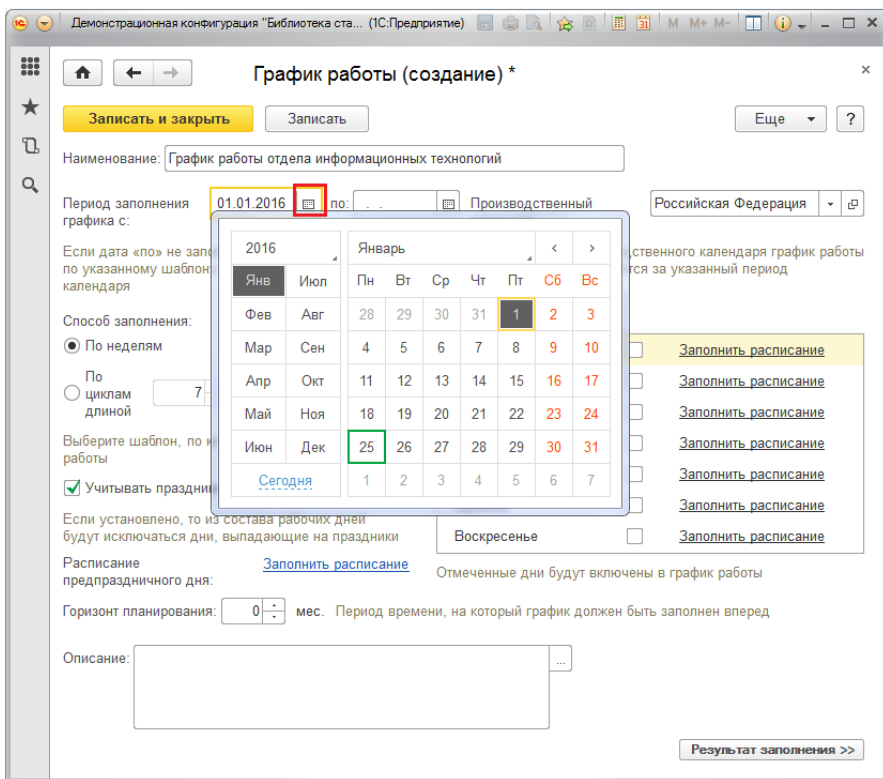 Демонстрационная конфигурация "Библиотека ста... (1С:Предприятие)
M M+ M-
График работы (создание) *
Записать и закрыть Записать Еще ?
Наименование: График работы отдела информационных технологий
Период заполнения 01.01.2016 по: . . Производственный Российская Федерация
графика с:
Если дата «по» не ственного календаря график работы
по указанному за указанный период
календаря
2016 Январь < >
Янв Июл Пн Вт Ср Чт Пт Сб Вс
Фев Авг 28 29 30 31 1 2 3
Мар Сен 4 5 6 7 8 9 10
Апр Окт 11 12 13 14 15 16 17
Май Ноя 18 19 20 21 22 23 24
Июн Дек 25 26 27 28 29 30 31
Сегодня 1 2 3 4 5 6 7
Способ заполнения:
По неделям Заполнить расписание
По
циклам 7 Заполнить расписание
длиной
Заполнить расписание
Выберите шаблон, по Заполнить расписание
работы
Учитывать Заполнить расписание
Заполнить расписание
Если установлено, то из состава рабочих дней
будут исключаться дни, выпадающие на праздники Воскресенье Заполнить расписание
Расписание Заполнить расписание
предпраздничного дня:
Отмеченные дни будут включены в график работы
Горизонт планирования: 0 мес. Период времени, на который график должен быть заполнен вперед
Описание: ...
Результат заполнения >>